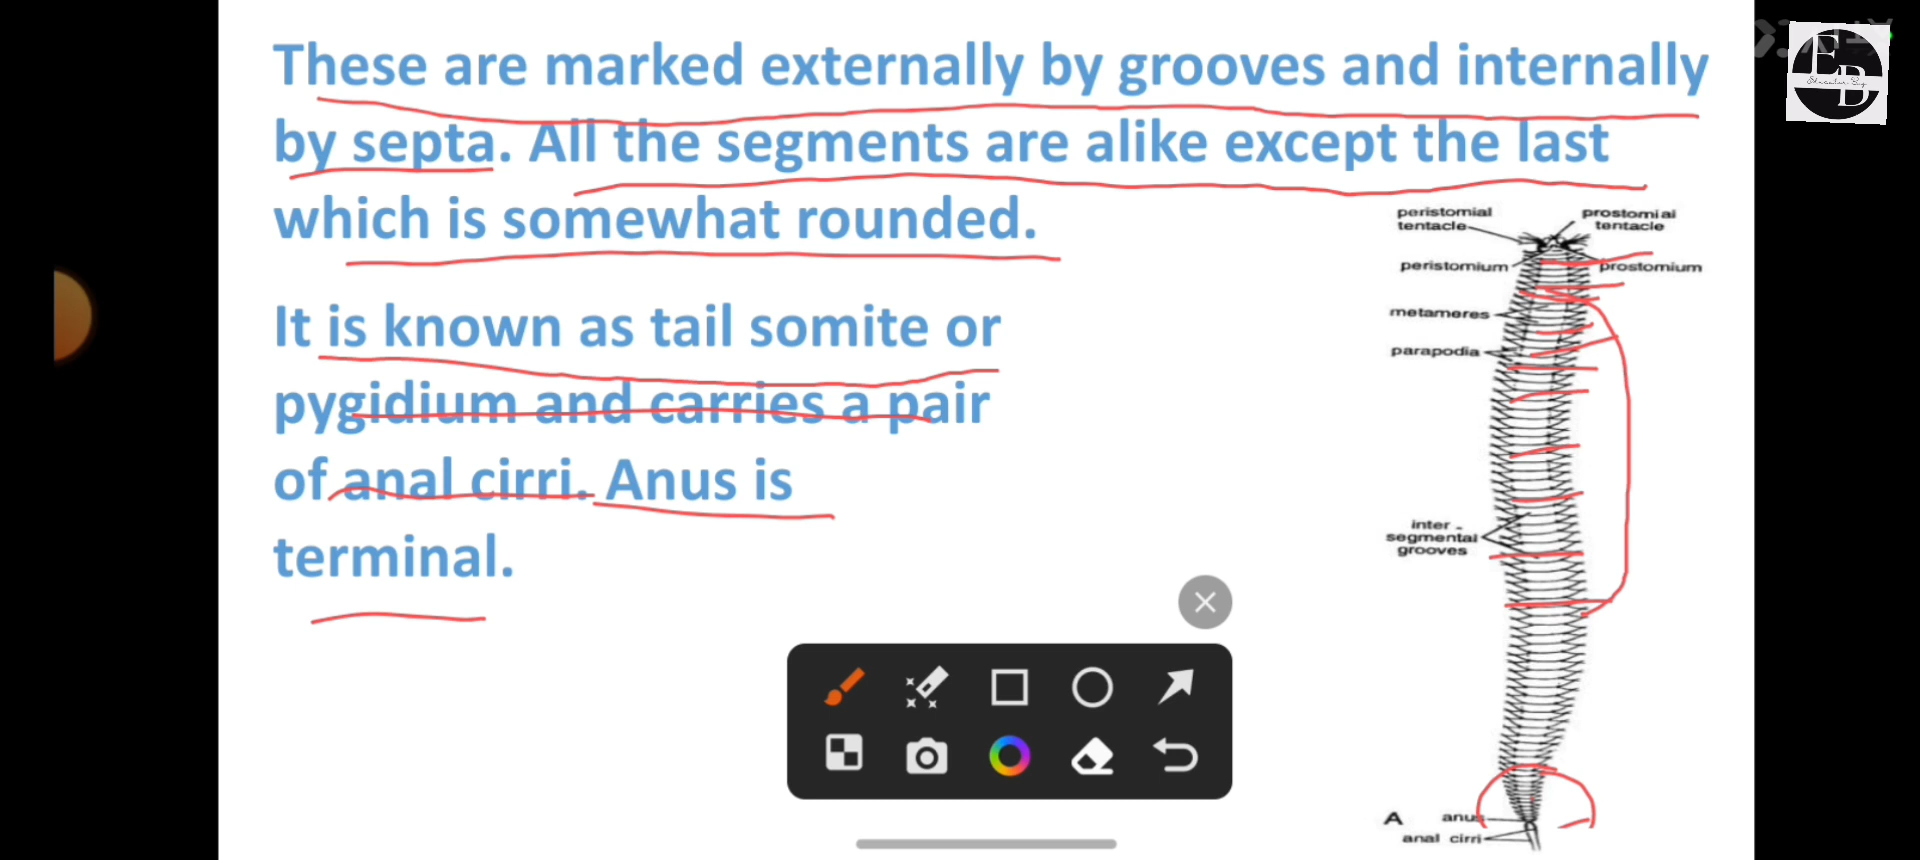 These are marked externally by grooves and internally
by septa. All the segments are alike except the last
which is somewhat rounded.
It is known as tail somite or
pygidium and carries a pair
of anal cirri. Anus is
terminal.
peristomial
tentacle
prostomial
tentacle
peristomium
prostomium
metameres
parapodia
inter -
segmental
grooves
A
anus
anal cirri
E
B